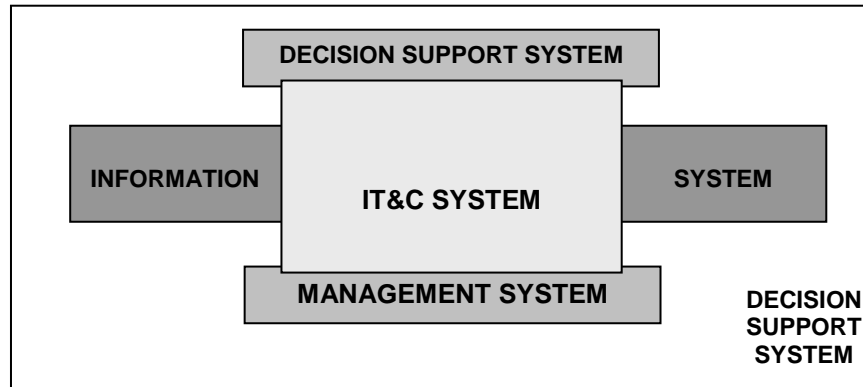 DECISION SUPPORT SYSTEM
INFORMATION
IT&C SYSTEM
SYSTEM
MANAGEMENT SYSTEM
DECISION
SUPPORT
SYSTEM